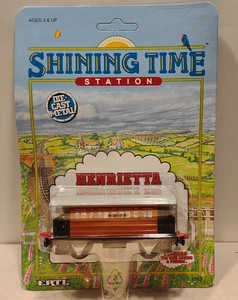 AGES 3 & UP
SHINING TIME
STATION
DIE
CAST
METAL
HENRIETTA
ERTL